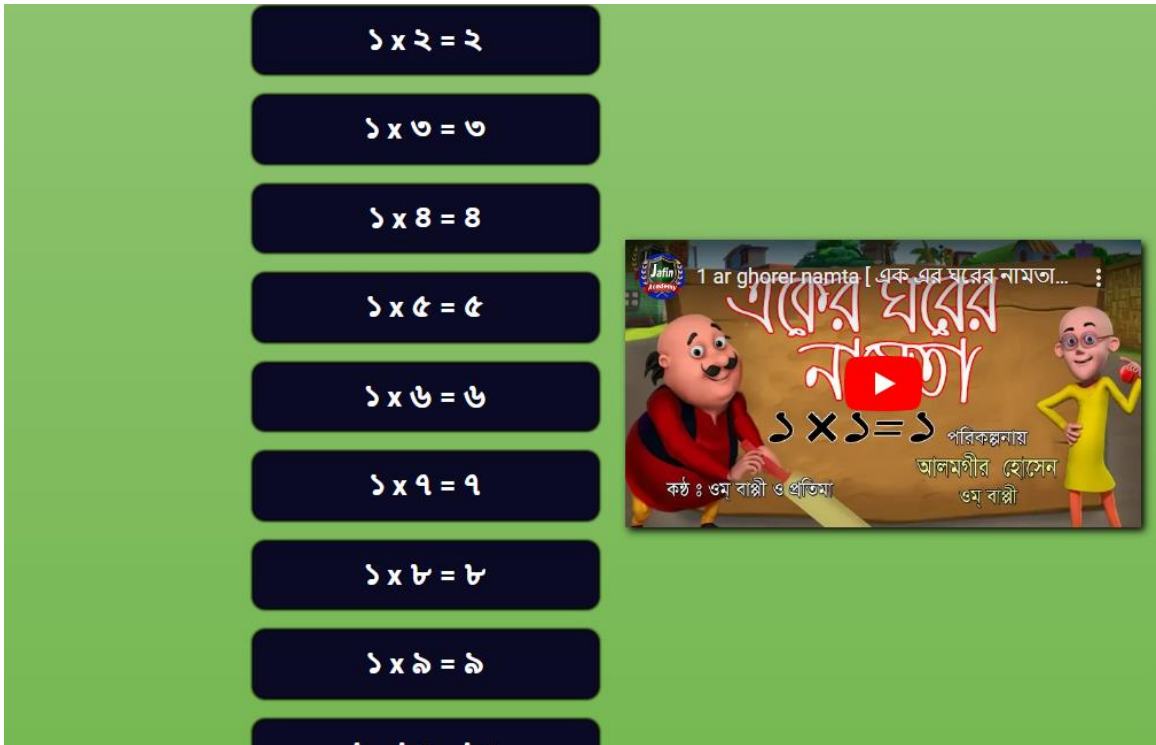 ১ x ২ = ২
১ x ৩ = ৩
১ x ৪ = ৪
১ x ৫ = ৫
১ x ৬ = ৬
১ x ৭ = ৭
১ x ৮ = ৮
১ x ৯ = ৯
Jafin
Academy
1 ar ghorer namta [ এক এর ঘরের নামতা...
একের ঘরের
১×১=১
পরিকল্পনায়
আলমগীর হোসেন
ওম্ বাপ্পী
কন্ঠ ঃ ওম্ বাপ্পী ও প্রতিমা